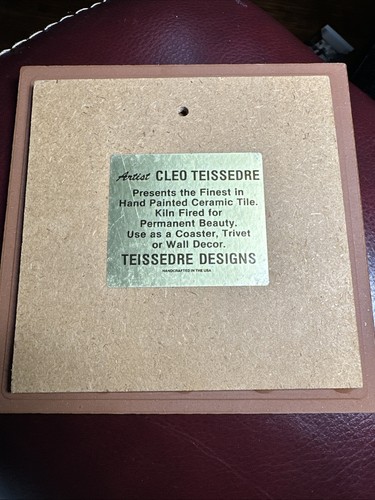 Artist CLEO TEISSEDRE
Presents the Finest in
Hand Painted Ceramic Tile.
Kiln Fired for
Permanent Beauty.
Use as a Coaster, Trivet
or Wall Decor.
TEISSEDRE DESIGNS
HANDCRAFTED IN THE USA